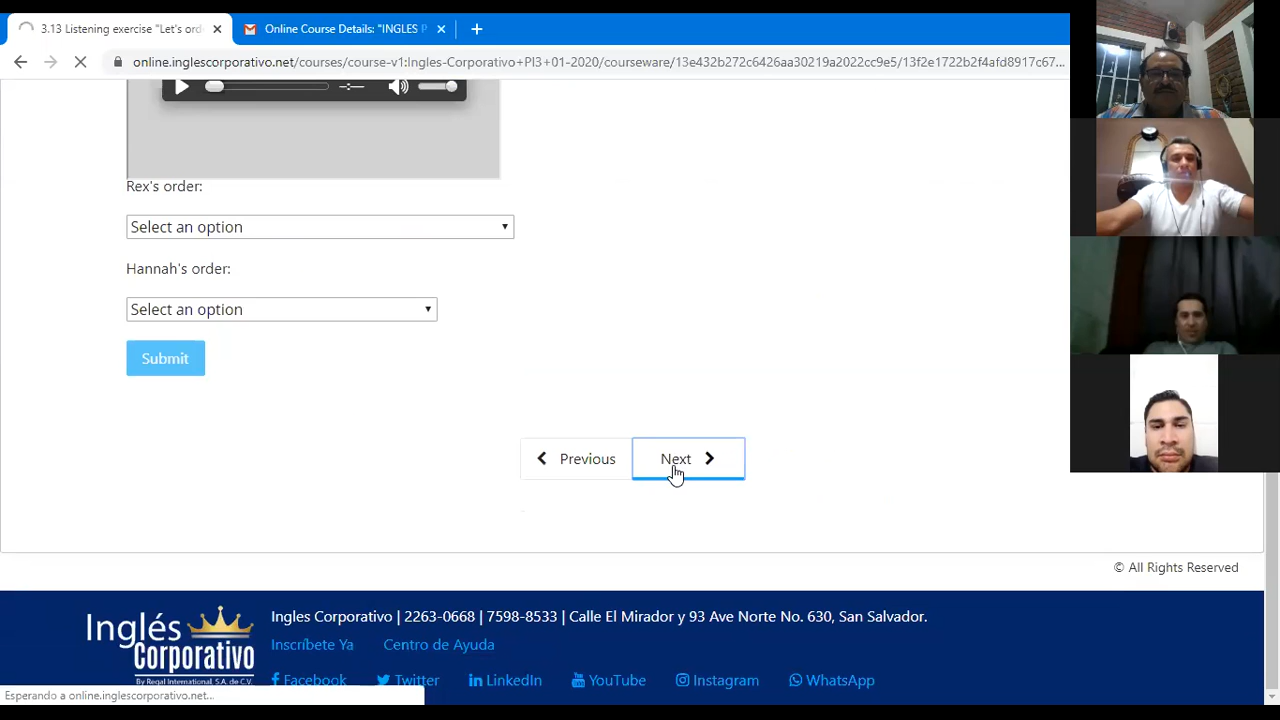 3.13 Listening exercise "Let's orde
Online Course Details: "INGLES P
online.inglescorporativo.net/courses/course-v1:Ingles-Corporativo+PI3+01-2020/courseware/13e432b272c6426aa30219a2022cc9e5/13f2e1722b2f4afd8917c67...
Rex's order:
Select an option
Hannah's order:
Select an option
Submit
Previous
Next
© All Rights Reserved
Inglés
Corporativo
By Regal International, S.A. de C.V.
Ingles Corporativo | 2263-0668 | 7598-8533 | Calle El Mirador y 93 Ave Norte No. 630, San Salvador.
Inscríbete Ya Centro de Ayuda
Facebook Twitter LinkedIn YouTube Instagram WhatsApp
Esperando a online.inglescorporativo.net...